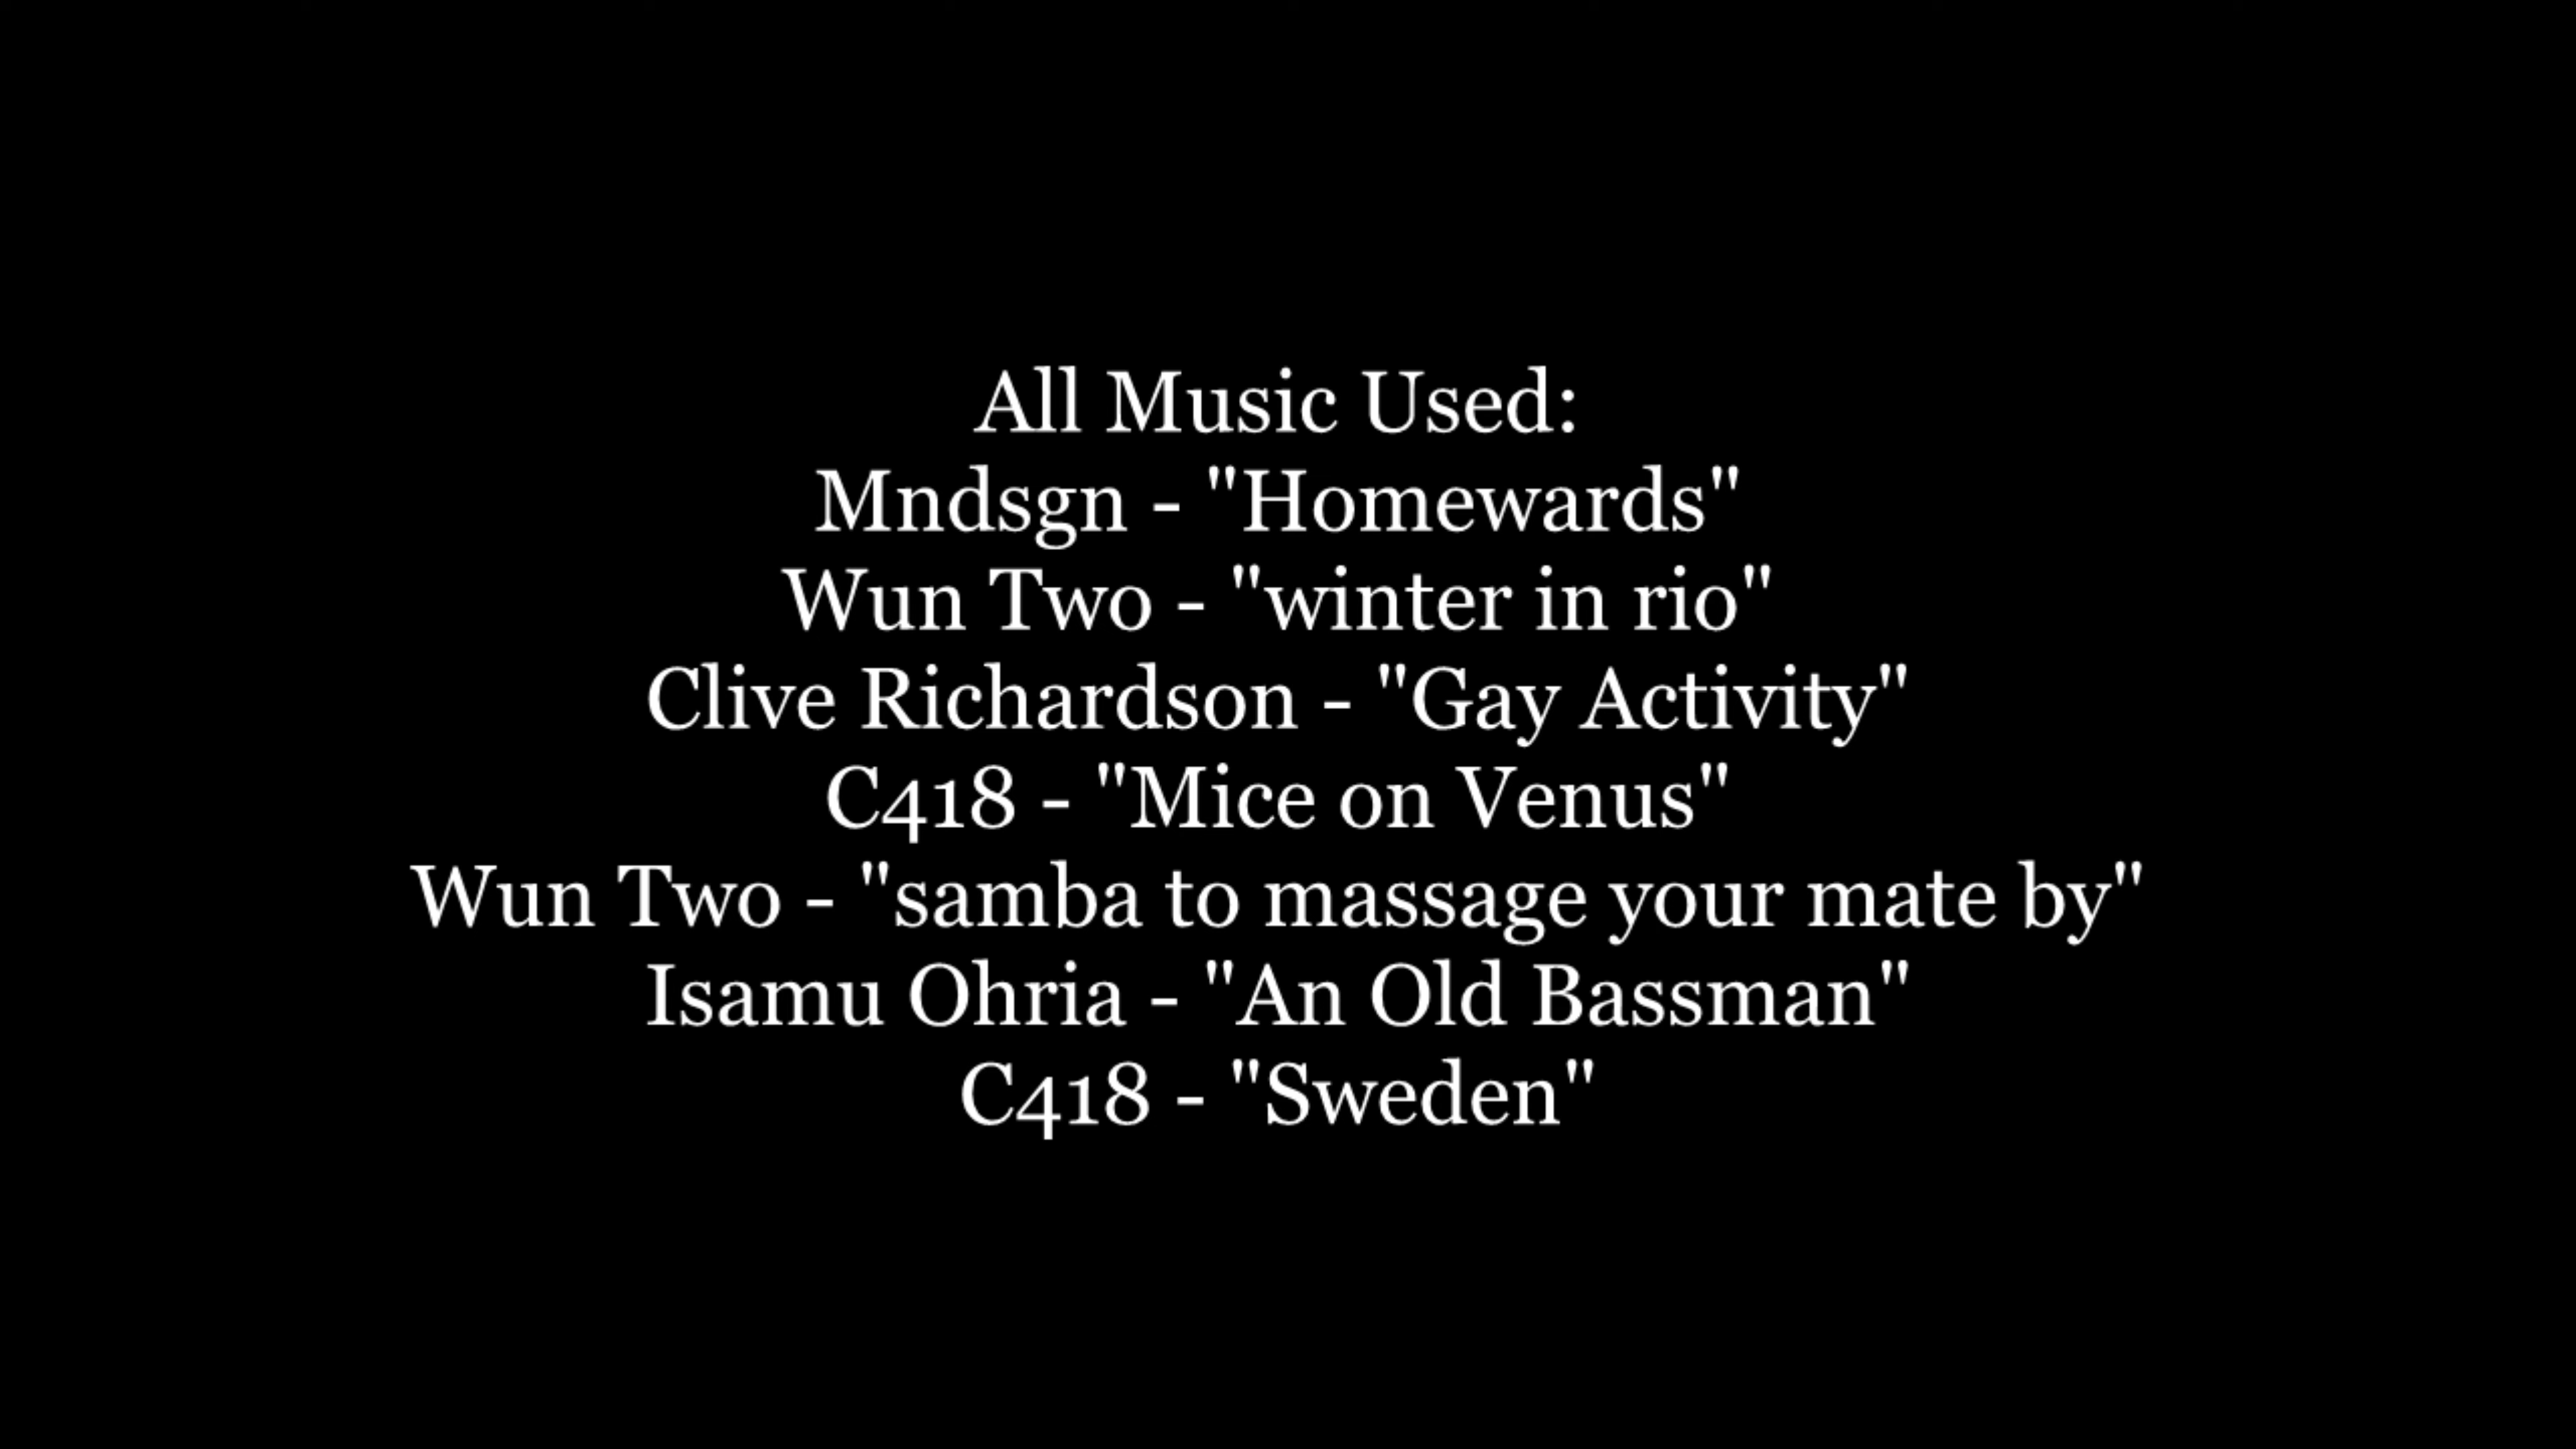 All Music Used:
Mndsgn - "Homewards"
Wun Two - "winter in rio"
Clive Richardson - "Gay Activity"
C418 - "Mice on Venus"
Wun Two - "samba to massage your mate by"
Isamu Ohria - "An Old Bassman"
C418 - "Sweden"